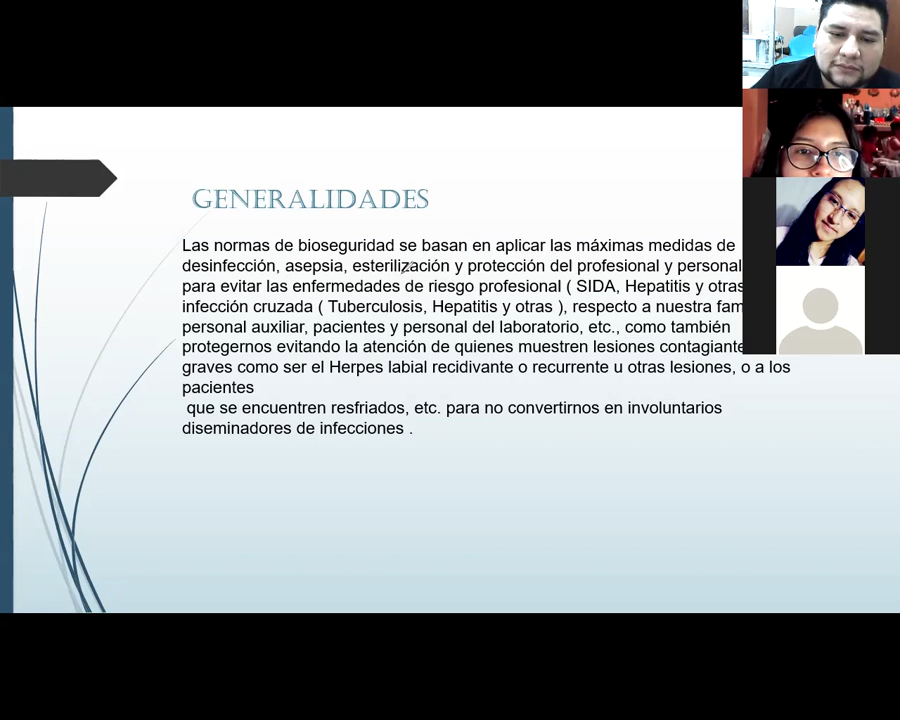 GENERALIDADES
Las normas de bioseguridad se basan en aplicar las máximas medidas de
desinfección, asepsia, esterilización y protección del profesional y personal
para evitar las enfermedades de riesgo profesional ( SIDA, Hepatitis y otras
infección cruzada ( Tuberculosis, Hepatitis y otras ), respecto a nuestra
personal auxiliar, pacientes y personal del laboratorio, etc., como también
protegernos evitando la atención de quienes muestren lesiones
graves como ser el Herpes labial recidivante o recurrente u otras lesiones, o a los
pacientes
que se encuentren resfriados, etc. para no convertirnos en involuntarios
diseminadores de infecciones .